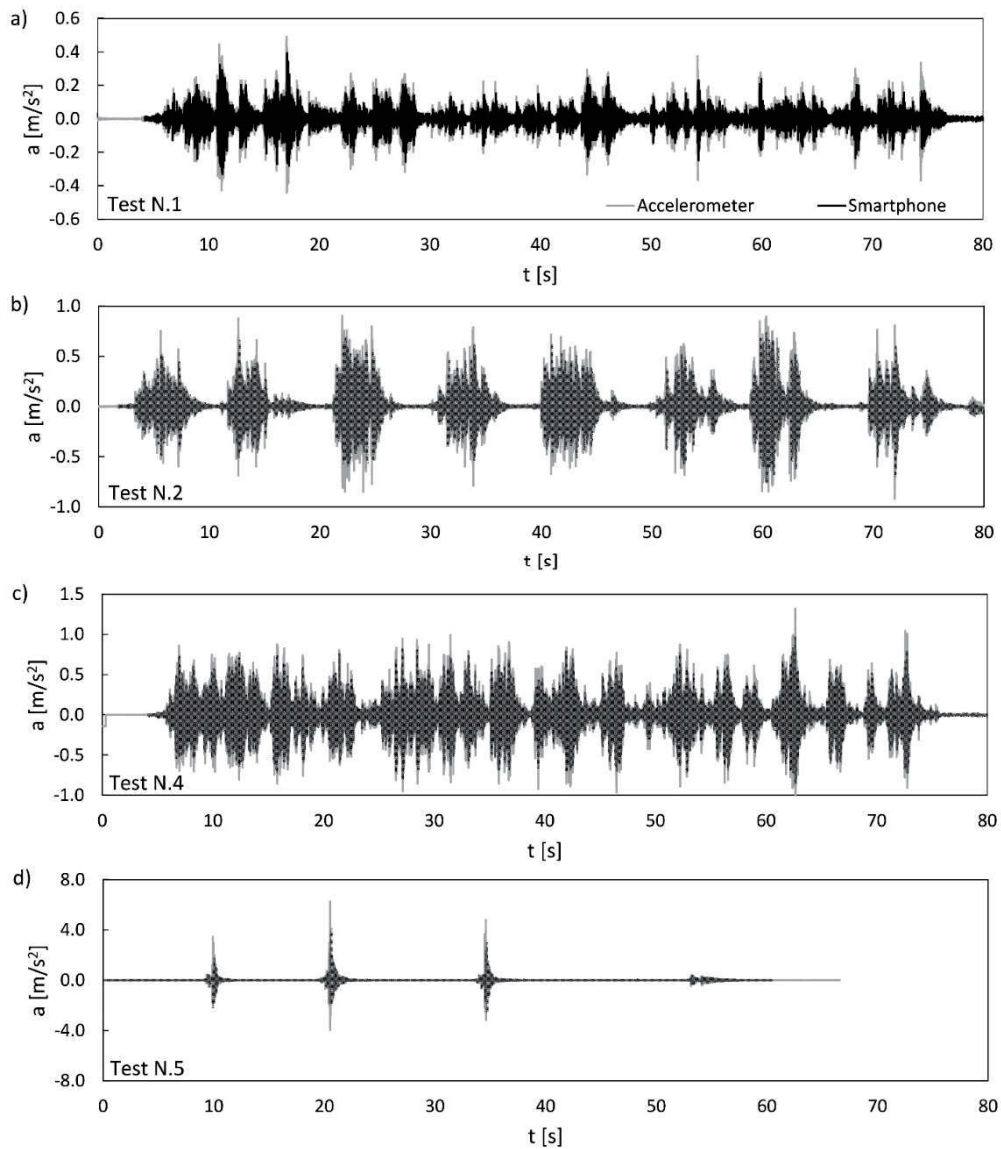 a)
0.6
0.4
0.2
0.0
-0.2
-0.4
-0.6
a [m/s²]
Test N.1
Accelerometer Smartphone
0 10 20 30 40 50 60 70 80
t [s]
b)
1.0
0.5
0.0
-0.5
-1.0
a [m/s²]
Test N.2
0 10 20 30 40 50 60 70 80
t [s]
c)
1.5
1.0
0.5
0.0
-0.5
-1.0
a [m/s²]
Test N.4
0 10 20 30 40 50 60 70 80
t [s]
d)
8.0
4.0
0.0
-4.0
-8.0
a [m/s²]
Test N.5
0 10 20 30 40 50 60 70 80
t [s]